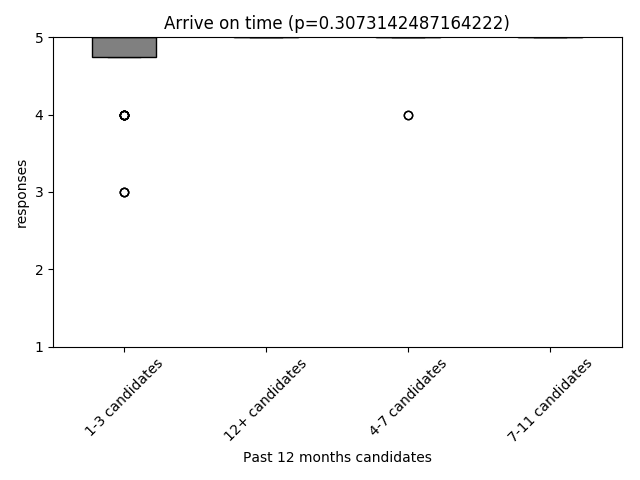 Arrive on time (p=0.3073142487164222)
5
4
3
2
1
responses
1-3 candidates
12+ candidates
4-7 candidates
7-11 candidates
Past 12 months candidates